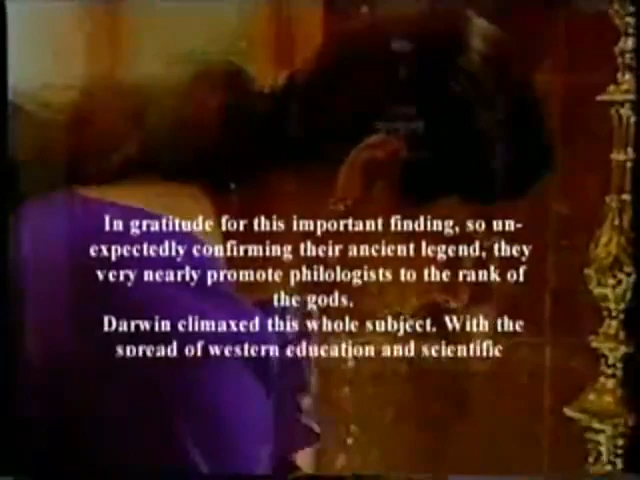 In gratitude for this important finding, so un-
expectedly confirming their ancient legend, they
very nearly promote philologists to the rank of
the gods.
Darwin climaxed this whole subject. With the
spread of western education and scientific